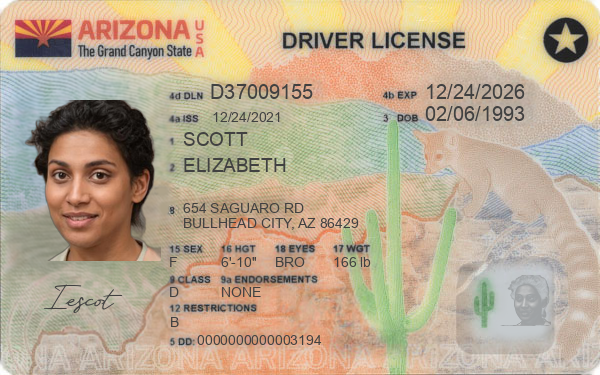 ARIZONA USA
The Grand Canyon State
DRIVER LICENSE
4d DLN D37009155
4b EXP 12/24/2026
4a ISS 12/24/2021
3 DOB 02/06/1993
1 SCOTT
2 ELIZABETH
8 654 SAGUARO RD
BULLHEAD CITY, AZ 86429
15 SEX 16 HGT 18 EYES 17 WGT
F 6'-10" BRO 166 lb
9 CLASS 9a ENDORSEMENTS
D NONE
12 RESTRICTIONS
B
5 DD: 0000000000003194
Iescot
ARIZONA ARIZONA ARIZONA ARIZONA